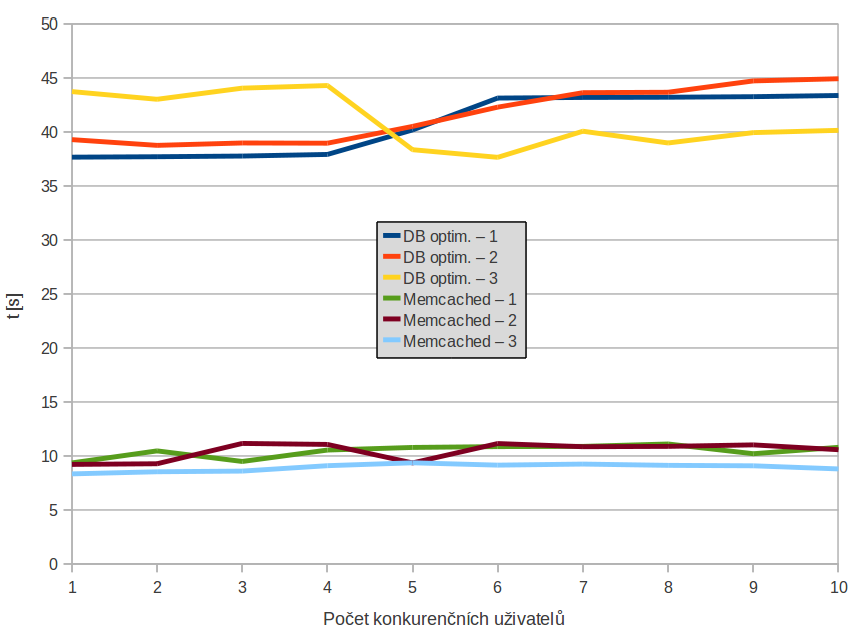 50
45
40
35
30
25
20
15
10
5
0
t [s]
DB optim. – 1
DB optim. – 2
DB optim. – 3
Memcached – 1
Memcached – 2
Memcached – 3
1 2 3 4 5 6 7 8 9 10
Počet konkurenčních uživatelů